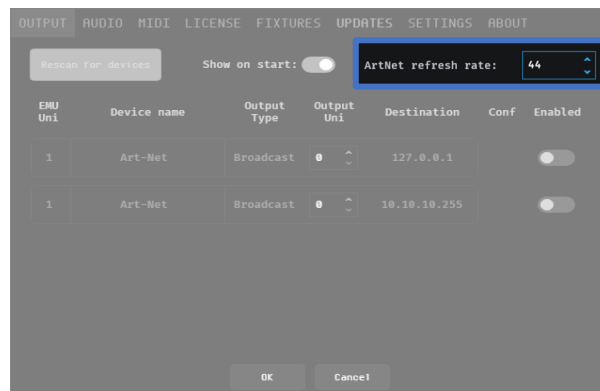 OUTPUT AUDIO MIDI LICENSE FIXTURES UPDATES SETTINGS ABOUT
Rescan for devices Show on start: ArtNet refresh rate: 44
EMU Uni Device name Output Type Output Uni Destination Conf Enabled
1 Art-Net Broadcast 0 127.0.0.1
1 Art-Net Broadcast 0 10.10.10.255
OK Cancel